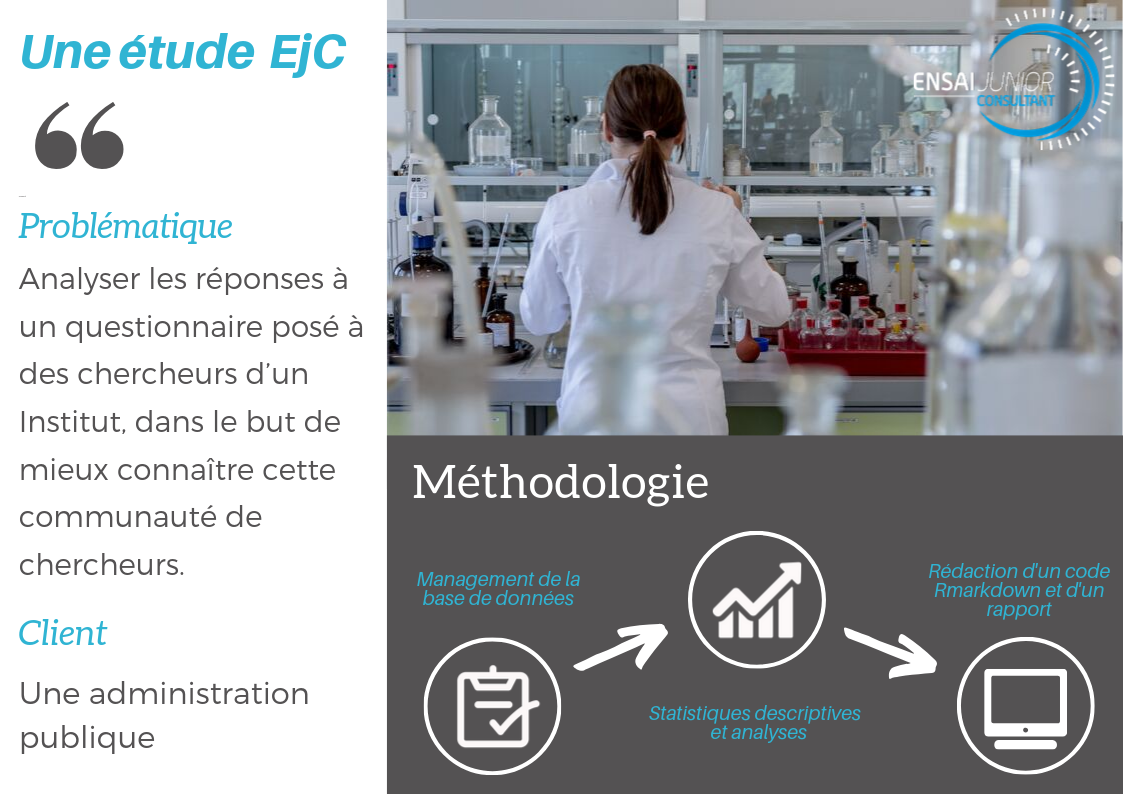 Une étude EjC
Problématique
Analyser les réponses à
un questionnaire posé à
des chercheurs d’un
Institut, dans le but de
mieux connaître cette
communauté de
chercheurs.
Client
Une administration
publique
ENSAI JUNIOR
CONSULTANT
Méthodologie
Management de la
base de données
Statistiques descriptives
et analyses
Rédaction d'un code
Rmarkdown et d'un
rapport